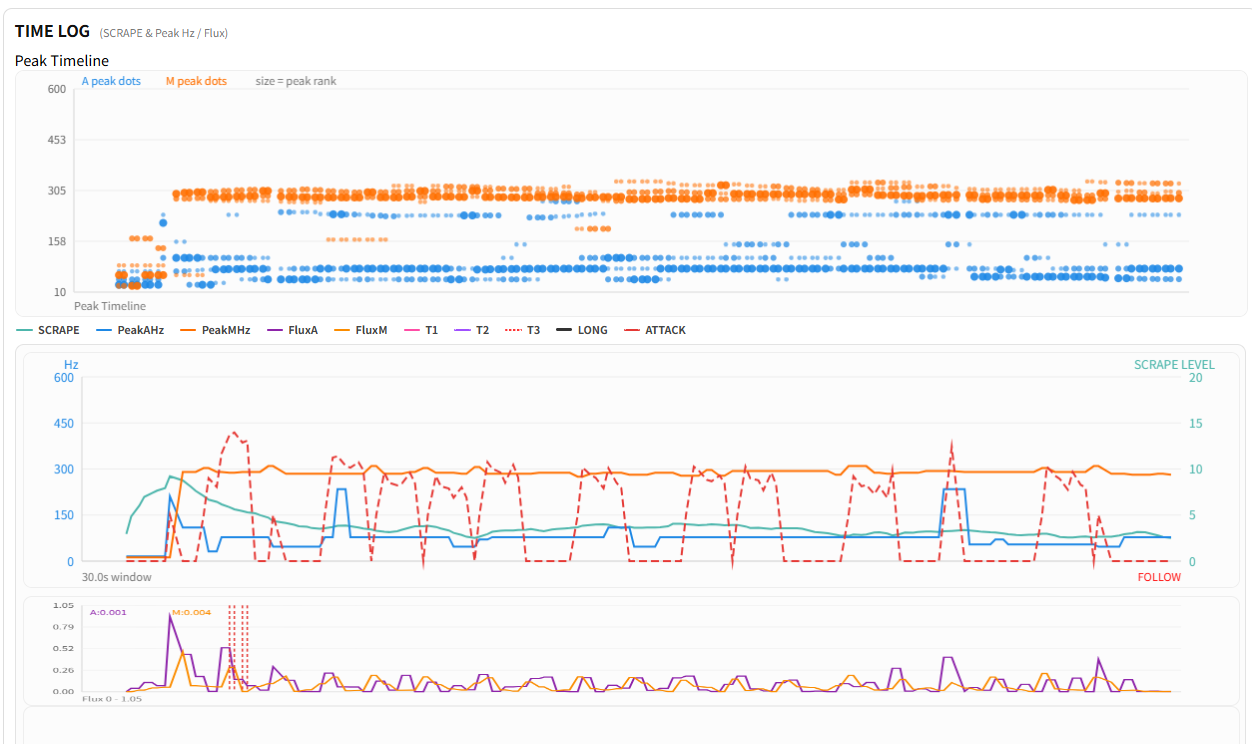 TIME LOG (SCRAPE & Peak Hz / Flux)
Peak Timeline
A peak dots M peak dots size = peak rank
600
453
305
158
10
Peak Timeline
SCRAPE PeakAHz PeakMHz FluxA FluxM T1 T2 T3 LONG ATTACK
Hz SCRAPE LEVEL
600 20
450 15
300 10
150 5
0 0
30.0s window FOLLOW
1.05 A:0.001 M:0.004
0.79
0.52
0.26
0.00
Flux 0 - 1.05